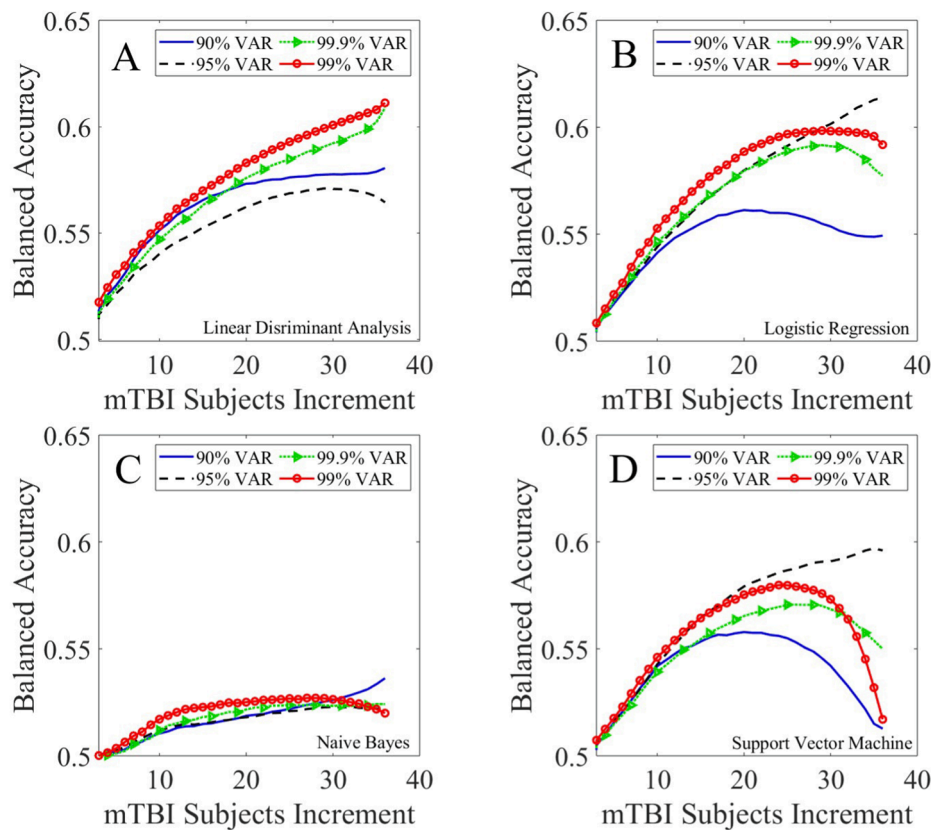 A
90% VAR 99.9% VAR
95% VAR 99% VAR
0.65
0.6
0.55
0.5
Balanced Accuracy
Linear Disriminant Analysis
10 20 30 40
mTBI Subjects Increment
B
90% VAR 99.9% VAR
95% VAR 99% VAR
0.65
0.6
0.55
0.5
Balanced Accuracy
Logistic Regression
10 20 30 40
mTBI Subjects Increment
C
90% VAR 99.9% VAR
95% VAR 99% VAR
0.65
0.6
0.55
0.5
Balanced Accuracy
Naive Bayes
10 20 30 40
mTBI Subjects Increment
D
90% VAR 99.9% VAR
95% VAR 99% VAR
0.65
0.6
0.55
0.5
Balanced Accuracy
Support Vector Machine
10 20 30 40
mTBI Subjects Increment